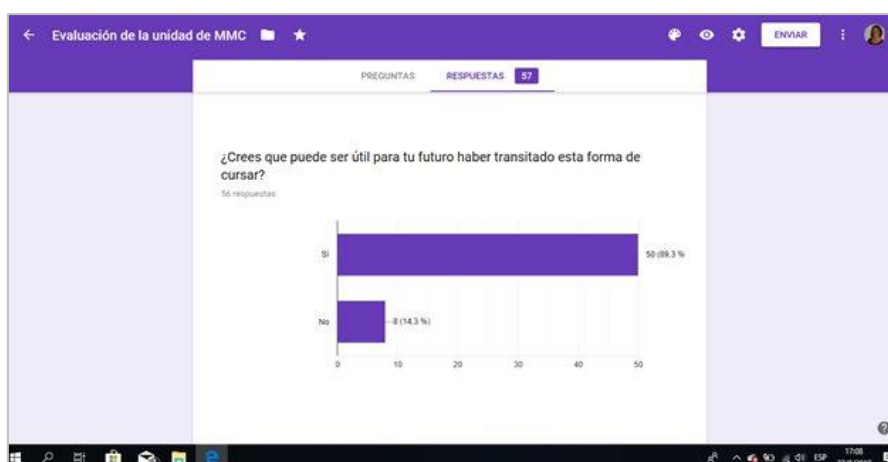 Evaluación de la unidad de MMC
ENVIAR
PREGUNTAS RESPUESTAS 57
¿Crees que puede ser útil para tu futuro haber transitado esta forma de
cursar?
56 respuestas
Si 50 (89,3 %
No 8 (14,3 %)
0 10 20 30 40 50
ESP 17:08